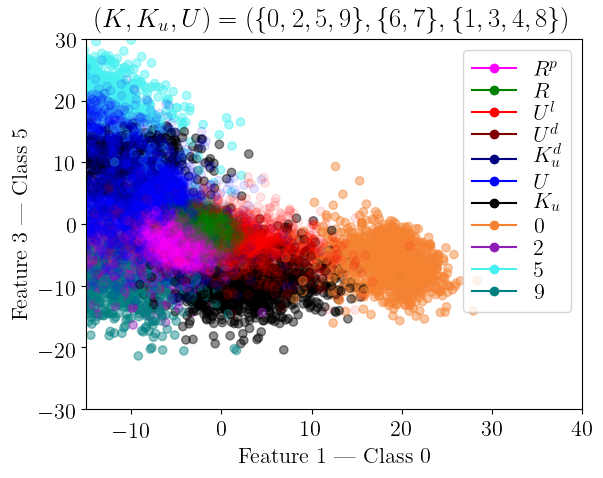 (K, K_u, U) = ({0, 2, 5, 9}, {6, 7}, {1, 3, 4, 8})
30
20
10
0
−10
−20
−30
−10
0
10
20
30
40
Feature 3 — Class 5
Feature 1 — Class 0
R^p
R
U^l
U^d
K_u^d
U
K_u
0
2
5
9